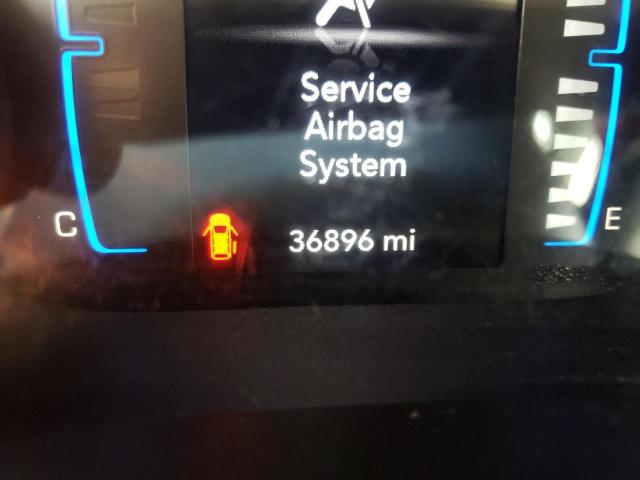 Service
Airbag
System
C
36896 mi
E